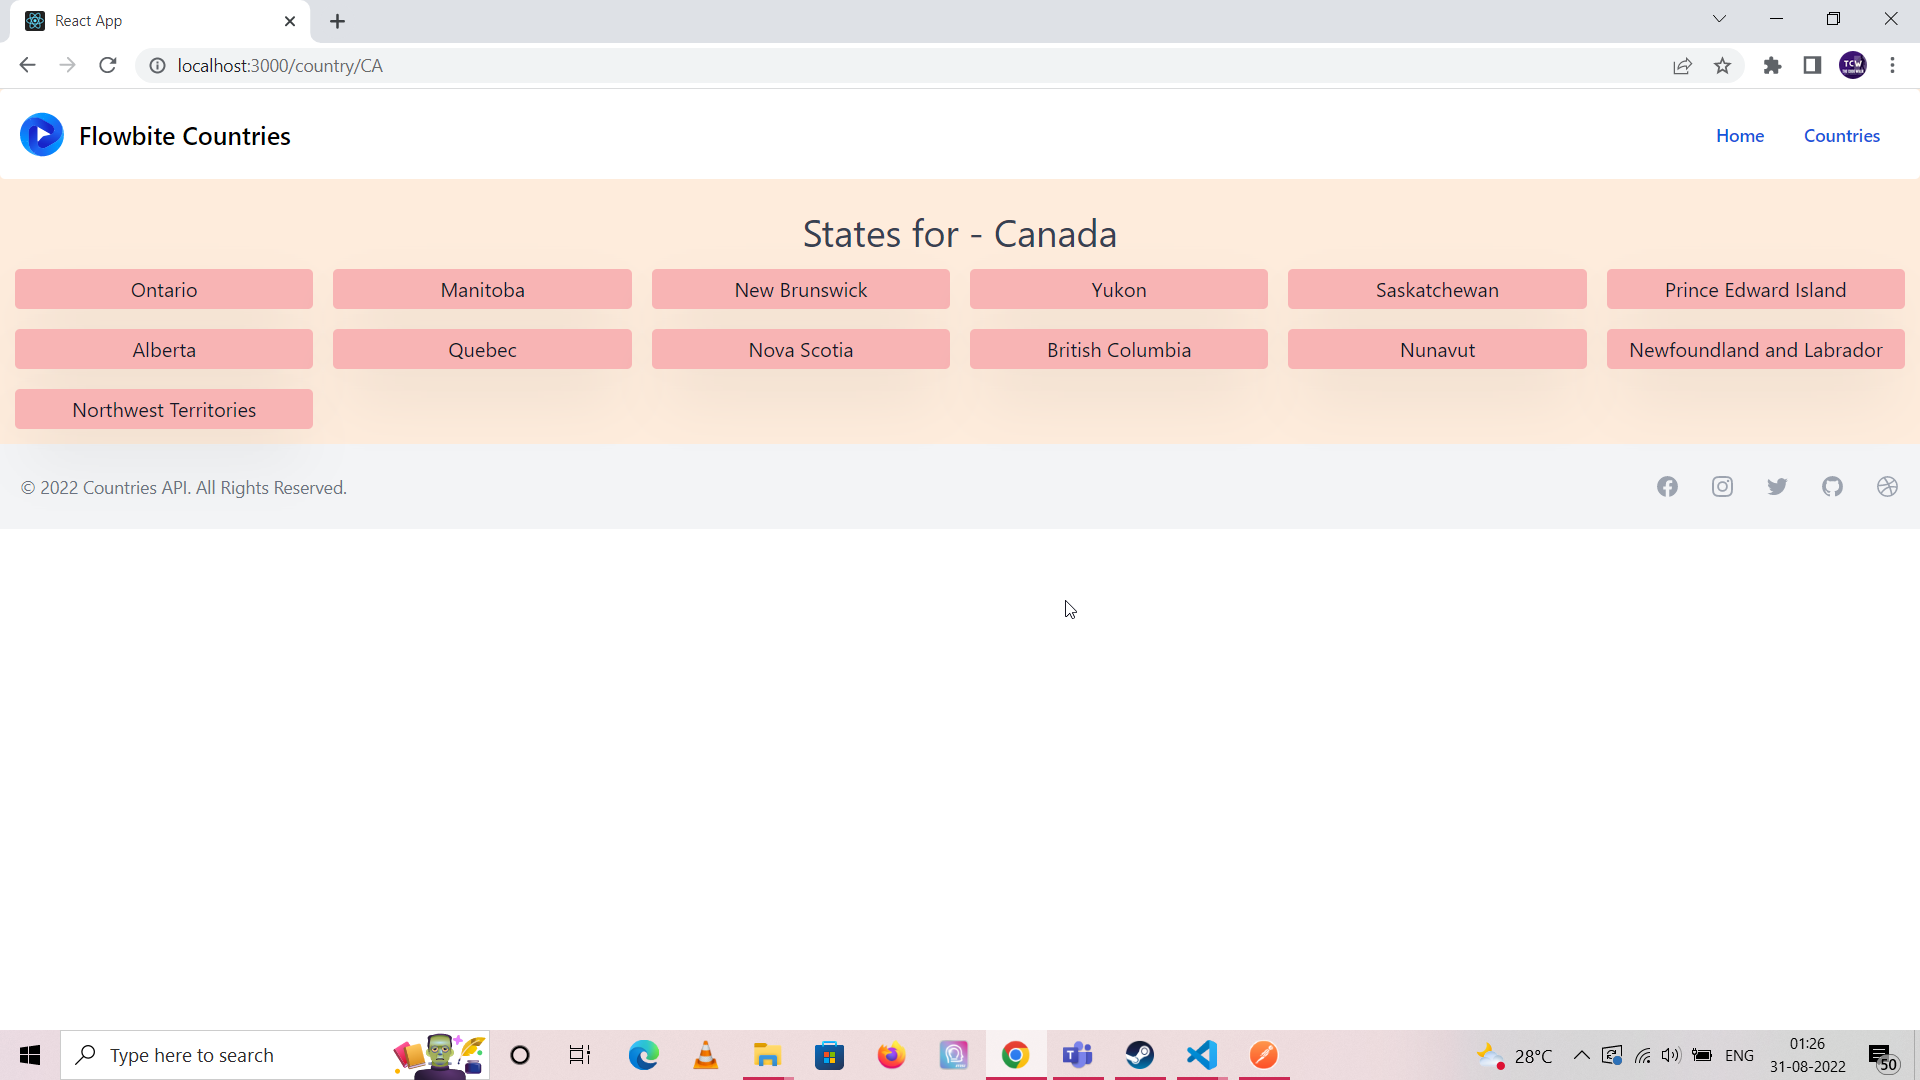 React App
localhost:3000/country/CA
TCW
Flowbite Countries
Home
Countries
States for - Canada
Ontario
Manitoba
New Brunswick
Yukon
Saskatchewan
Prince Edward Island
Alberta
Quebec
Nova Scotia
British Columbia
Nunavut
Newfoundland and Labrador
Northwest Territories
© 2022 Countries API. All Rights Reserved.
Type here to search
28°C
ENG
01:26
31-08-2022
50